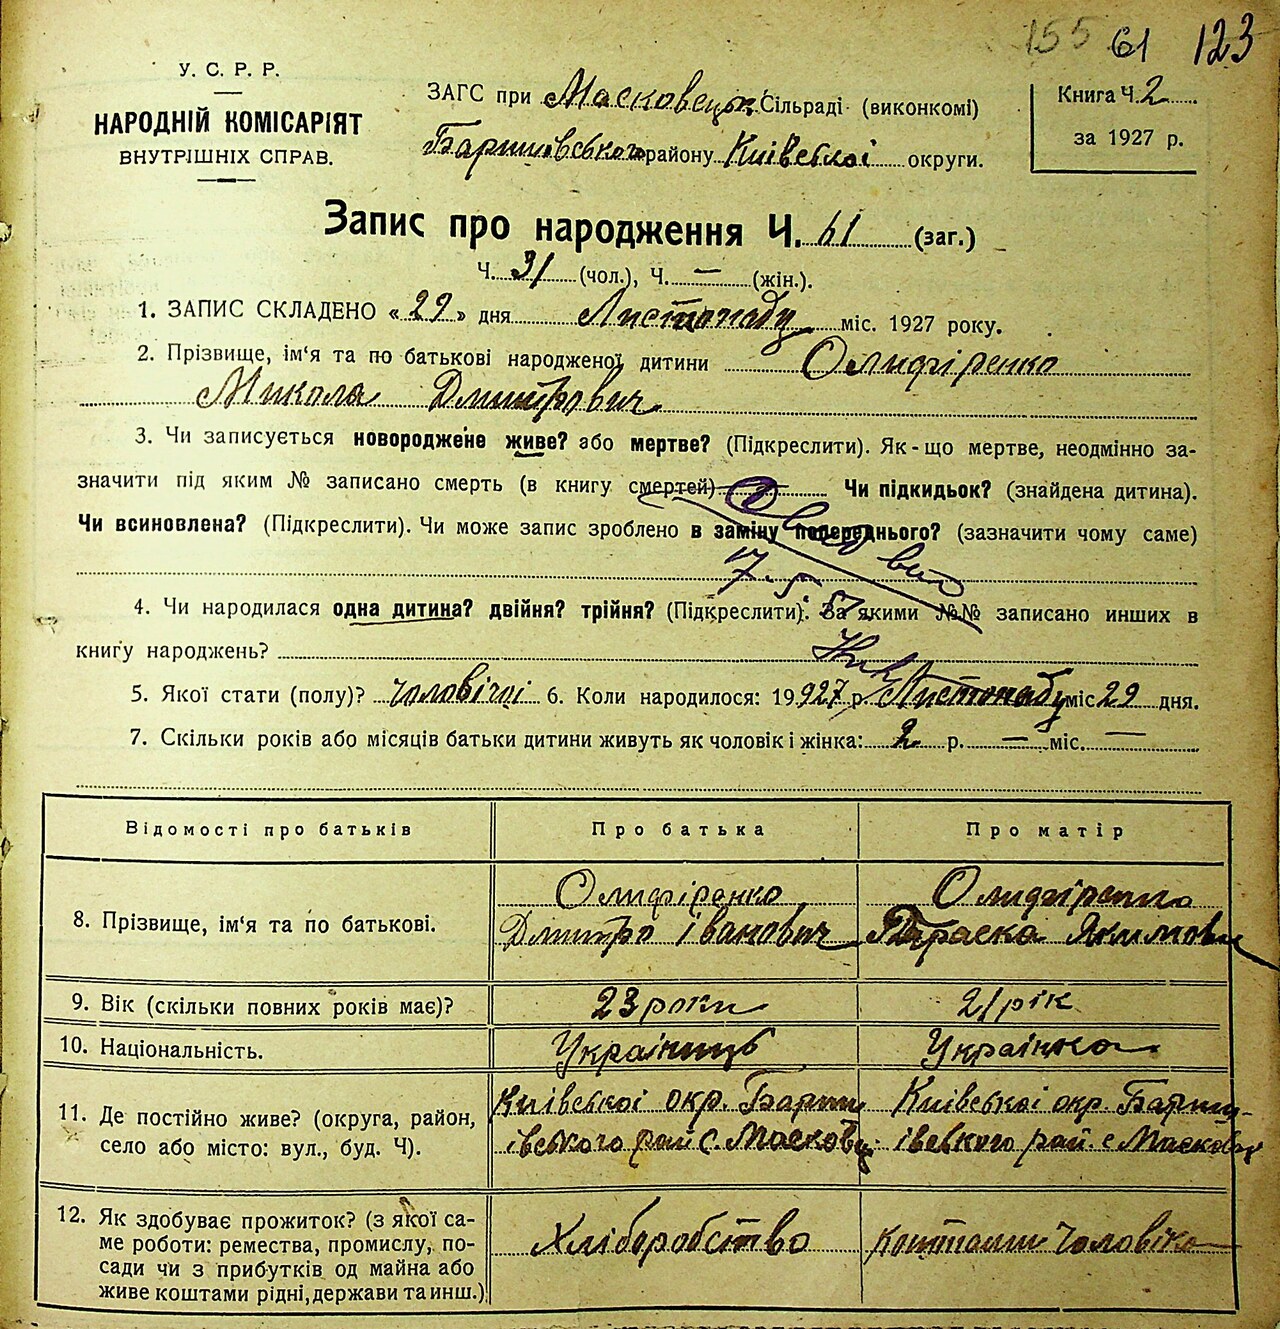 155 61 123
У. С. Р. Р.
НАРОДНІЙ КОМІСАРІЯТ
ВНУТРІШНІХ СПРАВ.
ЗАГС при Масковецьк. Сільраді (виконкомі)
Баришівського району Київської округи.
Книга Ч. 2
за 1927 р.
Запис про народження Ч. 61 (заг.)
Ч. 31 (чол.), Ч. — (жін.).
1. ЗАПИС СКЛАДЕНО « 29 » дня Листопаду міс. 1927 року.
2. Прізвище, ім‘я та по батькові народженої дитини Олифіренко
Микола Дмитрович
3. Чи записується новороджене живе? або мертве? (Підкреслити). Як-що мертве, неодмінно за-
значити під яким № записано смерть (в книгу смертей) Чи підкидьок? (знайдена дитина).
Чи всиновлена? (Підкреслити). Чи може запис зроблено в заміну попереднього? (зазначити чому саме)
4. Чи народилася одна дитина? двійня? трійня? (Підкреслити). За якими №№ записано инших в
книгу народжень?
5. Якої стати (полу)? чоловічої 6. Коли народилося: 19927 р. Листопаду міс 29 дня.
7. Скільки років або місяців батьки дитини живуть як чоловік і жінка: 2 р. — міс. —
Відомості про батьків Про батька Про матір
8. Прізвище, ім‘я та по батькові.
Олифіренко
Дмитро Іванович
Олифіренко
Параска Якимовн
9. Вік (скільки повних років має)? 23 роки 21 рік
10. Національність. Українець Українка
11. Де постійно живе? (округа, район,
село або місто: вул., буд. Ч).
Київської окр. Бариш
івського рай с. Масковц
Київської окр. Бариш-
івського рай. с Масковц
12. Як здобуває прожиток? (з якої са-
ме роботи: ремества, промислу, по-
сади чи з прибутків од майна або
живе коштами рідні, держави та инш.)
Хліборобство
коштами чоловіка